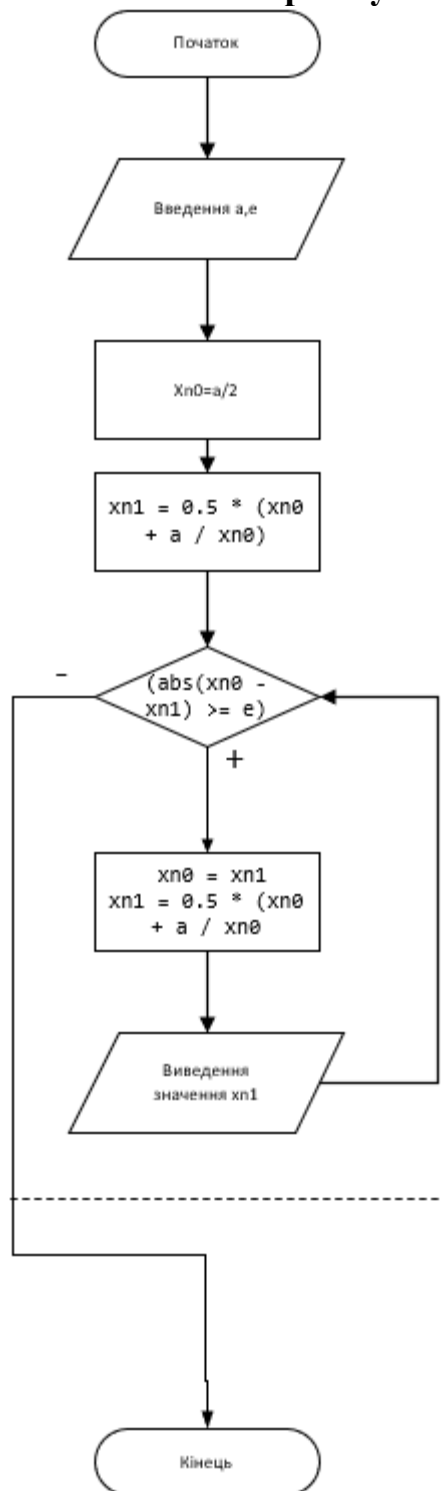 Початок
Введення а,е
Xn0=a/2
xn1 = 0.5 * (xn0
+ a / xn0)
(abs(xn0 -
xn1) >= e)
-
+
xn0 = xn1
xn1 = 0.5 * (xn0
+ a / xn0
Виведення
значення xn1
Кінець